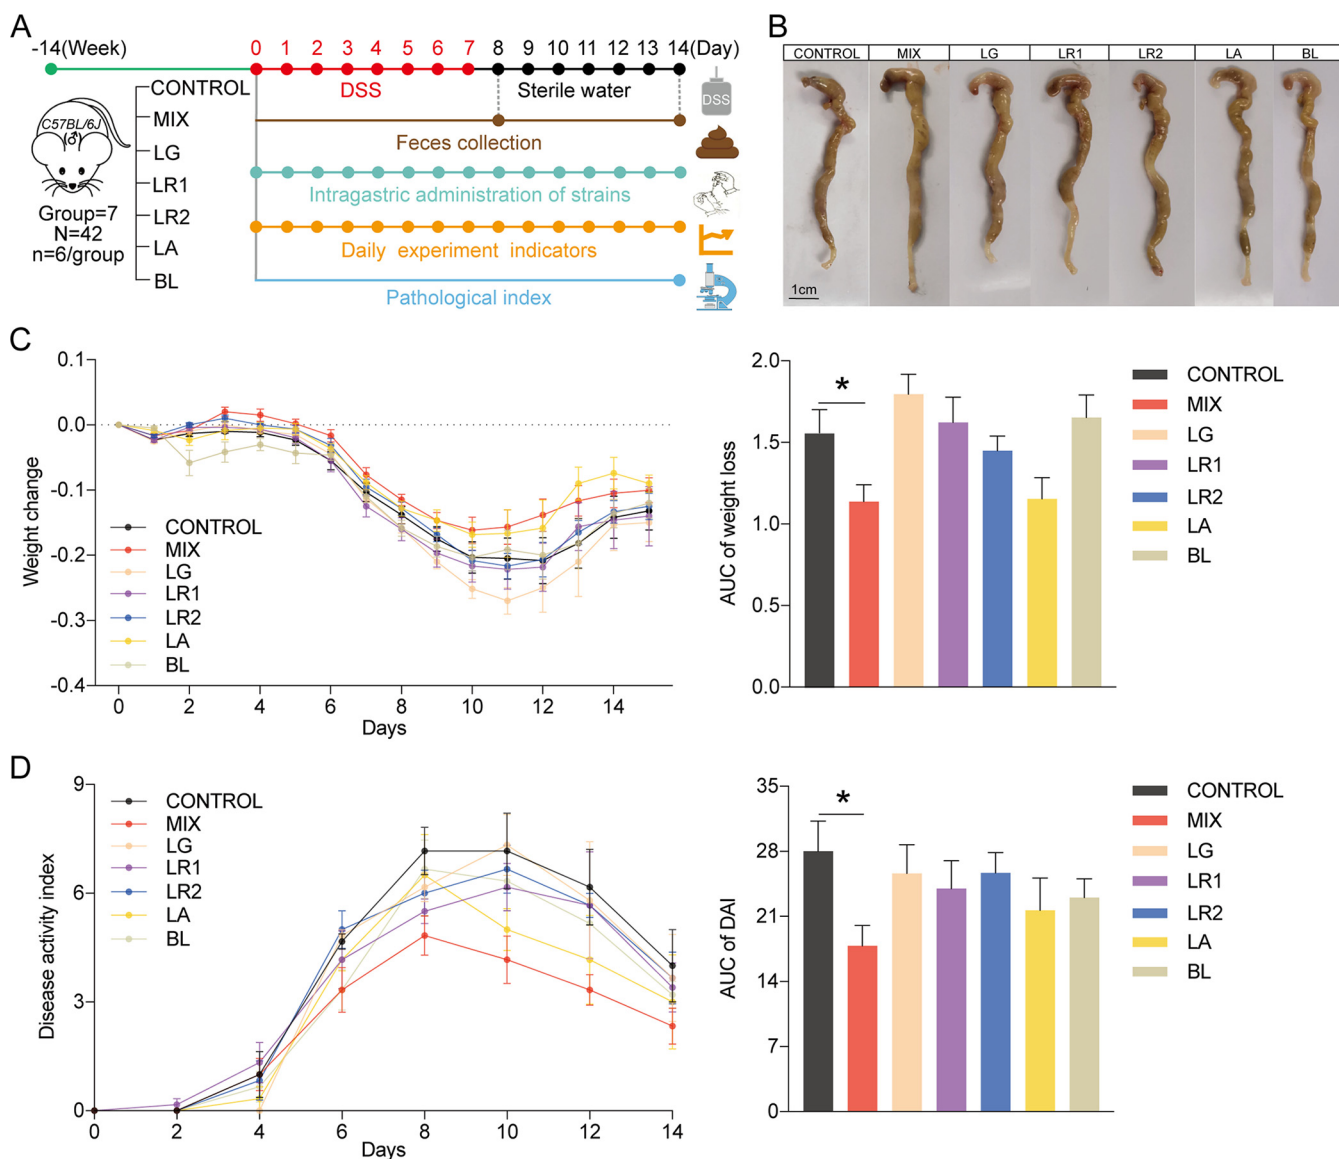 A
-14(Week)
0 1 2 3 4 5 6 7 8 9 10 11 12 13 14(Day)
DSS
Sterile water
DSS
C57BL/6J
(♂)
Group=7
N=42
n=6/group
CONTROL
MIX
LG
LR1
LR2
LA
BL
Feces collection
Intragastric administration of strains
Daily experiment indicators
Pathological index
B
CONTROL MIX LG LR1 LR2 LA BL
1cm
C
Weight change
0.1
0.0
-0.1
-0.2
-0.3
-0.4
CONTROL
MIX
LG
LR1
LR2
LA
BL
0 2 4 6 8 10 12 14
Days
AUC of weight loss
2.0
1.5
1.0
0.5
0.0
*
CONTROL
MIX
LG
LR1
LR2
LA
BL
D
Disease activity index
9
6
3
0
CONTROL
MIX
LG
LR1
LR2
LA
BL
0 2 4 6 8 10 12 14
Days
AUC of DAI
35
28
21
14
7
0
*
CONTROL
MIX
LG
LR1
LR2
LA
BL